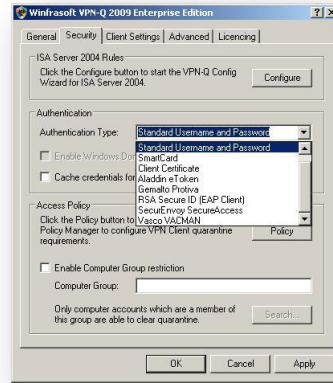 Winfrasoft VPN-Q 2009 Enterprise Edition
General Security Client Settings Advanced Licencing
ISA Server 2004 Rules
Click the Configure button to start the VPN-Q Config
Wizard for ISA Server 2004.
Configure
Authentication
Authentication Type: Standard Username and Password
Standard Username and Password
Enable Windows Dom
SmartCard
Client Certificate
Cache credentials for
Aladdin eToken
Gemalto Protiva
RSA Secure ID (EAP Client)
SecurEnvoy SecureAccess
Vasco VACMAN
Access Policy
Click the Policy button to
Policy Manager to configure VPN Client quarantine
requirements.
Policy
Enable Computer Group restriction
Computer Group:
Only computer accounts which are a member of
this group are able to clear quarantine.
Search...
OK Cancel Apply